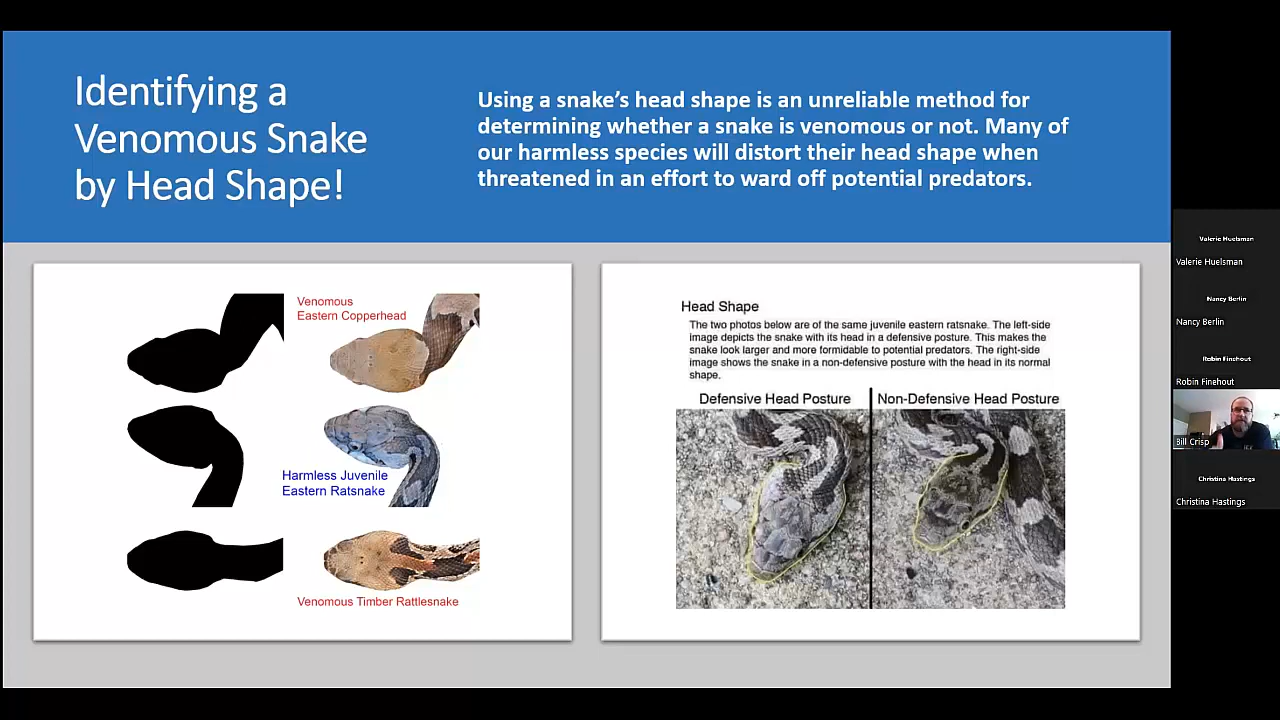 Identifying a
Venomous Snake
by Head Shape!
Using a snake's head shape is an unreliable method for
determining whether a snake is venomous or not. Many of
our harmless species will distort their head shape when
threatened in an effort to ward off potential predators.
Venomous
Eastern Copperhead
Harmless Juvenile
Eastern Ratsnake
Venomous Timber Rattlesnake
Head Shape
The two photos below are of the same juvenile eastern ratsnake. The left-side
image depicts the snake with its head in a defensive posture. This makes the
snake look larger and more formidable to potential predators. The right-side
image shows the snake in a non-defensive posture with the head in its normal
shape.
Defensive Head Posture
Non-Defensive Head Posture
Valerie Huelsman
Valerie Huelsman
Nancy Berlin
Nancy Berlin
Robin Finehout
Robin Finehout
Bill Crisp
Christina Hastings
Christina Hastings